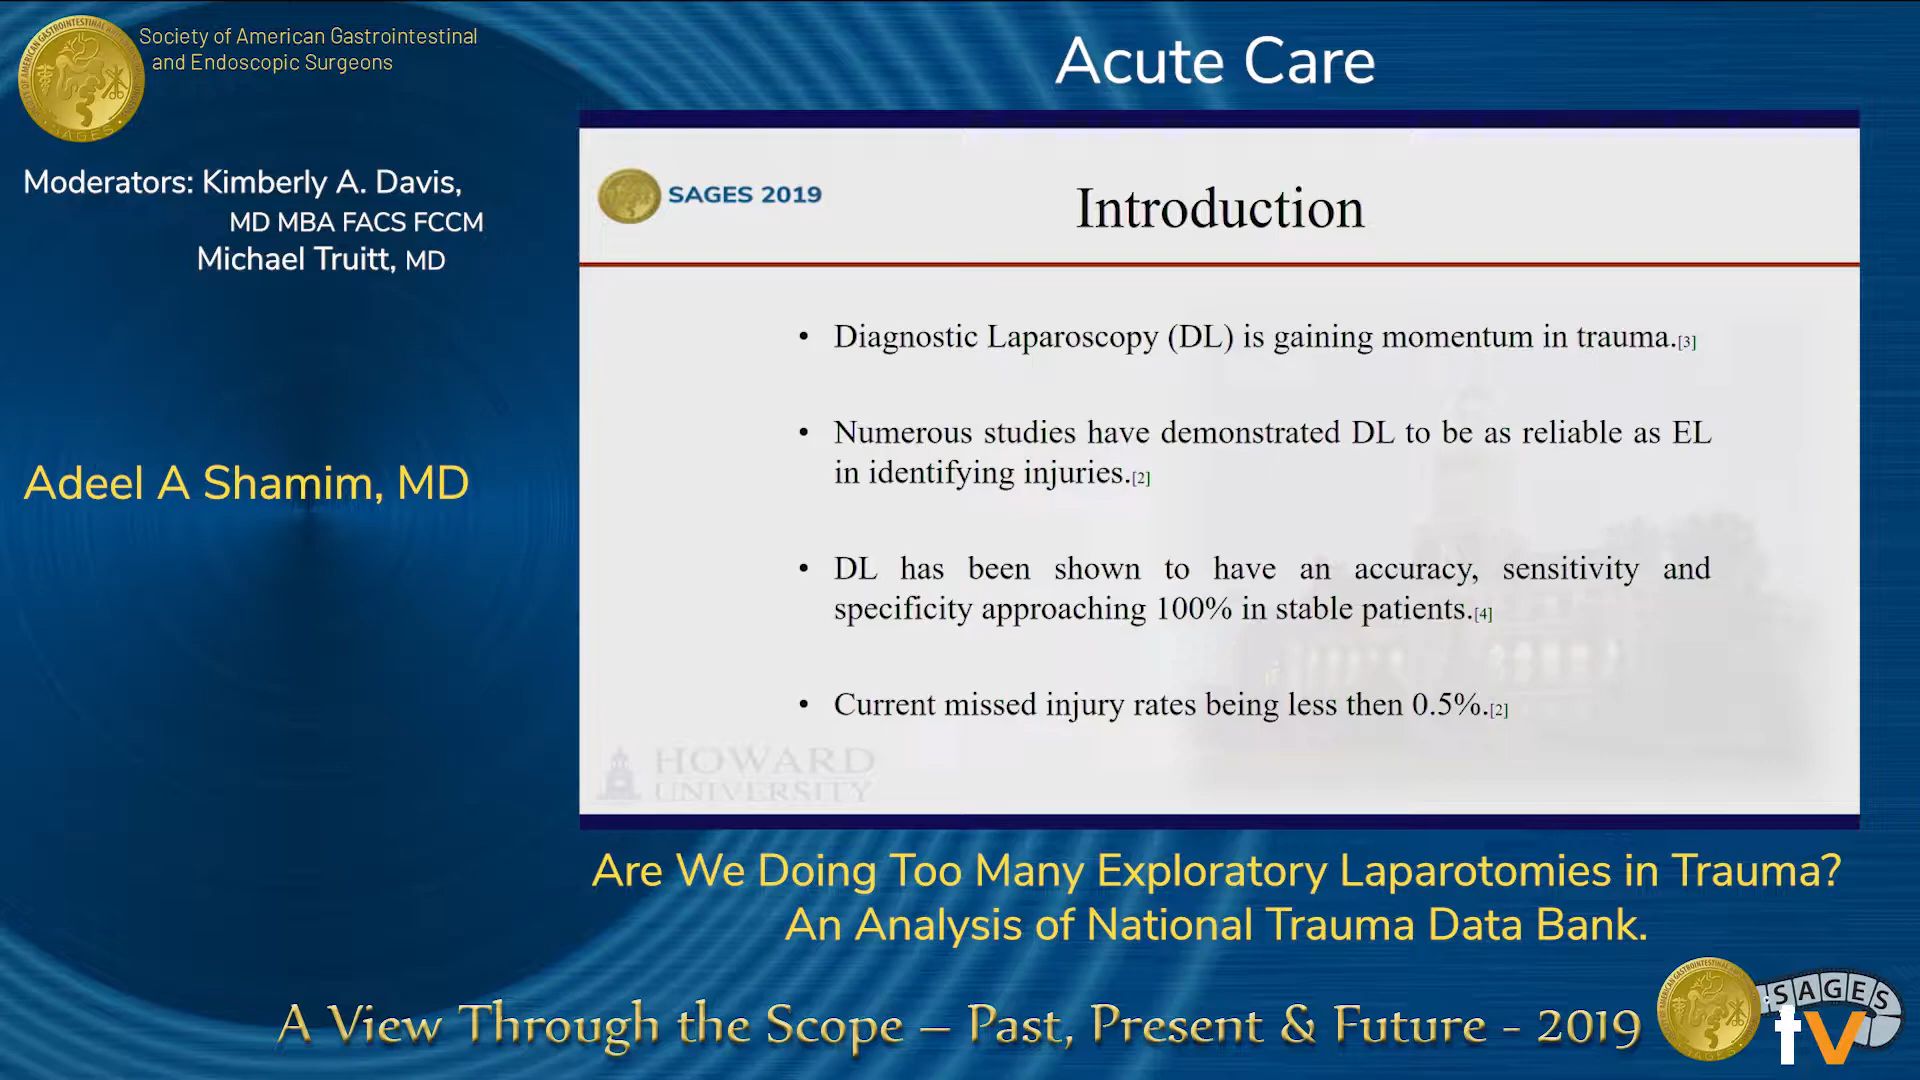 Society of American Gastrointestinal
and Endoscopic Surgeons
Acute Care
Moderators: Kimberly A. Davis,
MD MBA FACS FCCM
Michael Truitt, MD
Adeel A Shamim, MD
SAGES 2019
Introduction
• Diagnostic Laparoscopy (DL) is gaining momentum in trauma.[3]
• Numerous studies have demonstrated DL to be as reliable as EL
in identifying injuries.[2]
• DL has been shown to have an accuracy, sensitivity and
specificity approaching 100% in stable patients.[4]
• Current missed injury rates being less then 0.5%.[2]
HOWARD
UNIVERSITY
Are We Doing Too Many Exploratory Laparotomies in Trauma?
An Analysis of National Trauma Data Bank.
A View Through the Scope – Past, Present & Future - 2019
SAGES
tv